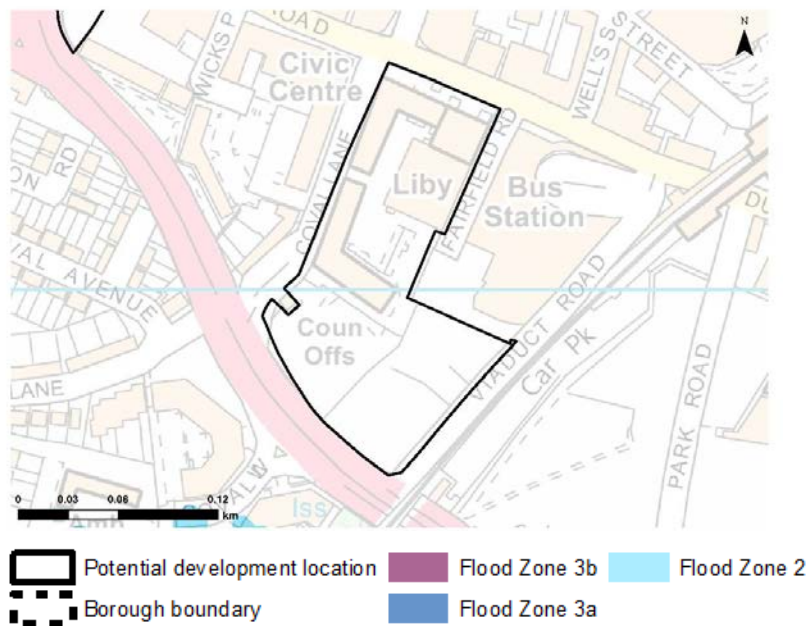 N
ROAD
WICKS P
Civic
Centre
WELL'S
STREET
ON RD
COVAL LANE
Liby
FAIRFIELD RD
Bus
Station
DU
VAL AVENUE
Coun
Offs
VIADUCT ROAD
Car Pk
PARK ROAD
LANE
0 0.03 0.06 0.12
km
Iss
Potential development location
Flood Zone 3b
Flood Zone 2
Borough boundary
Flood Zone 3a